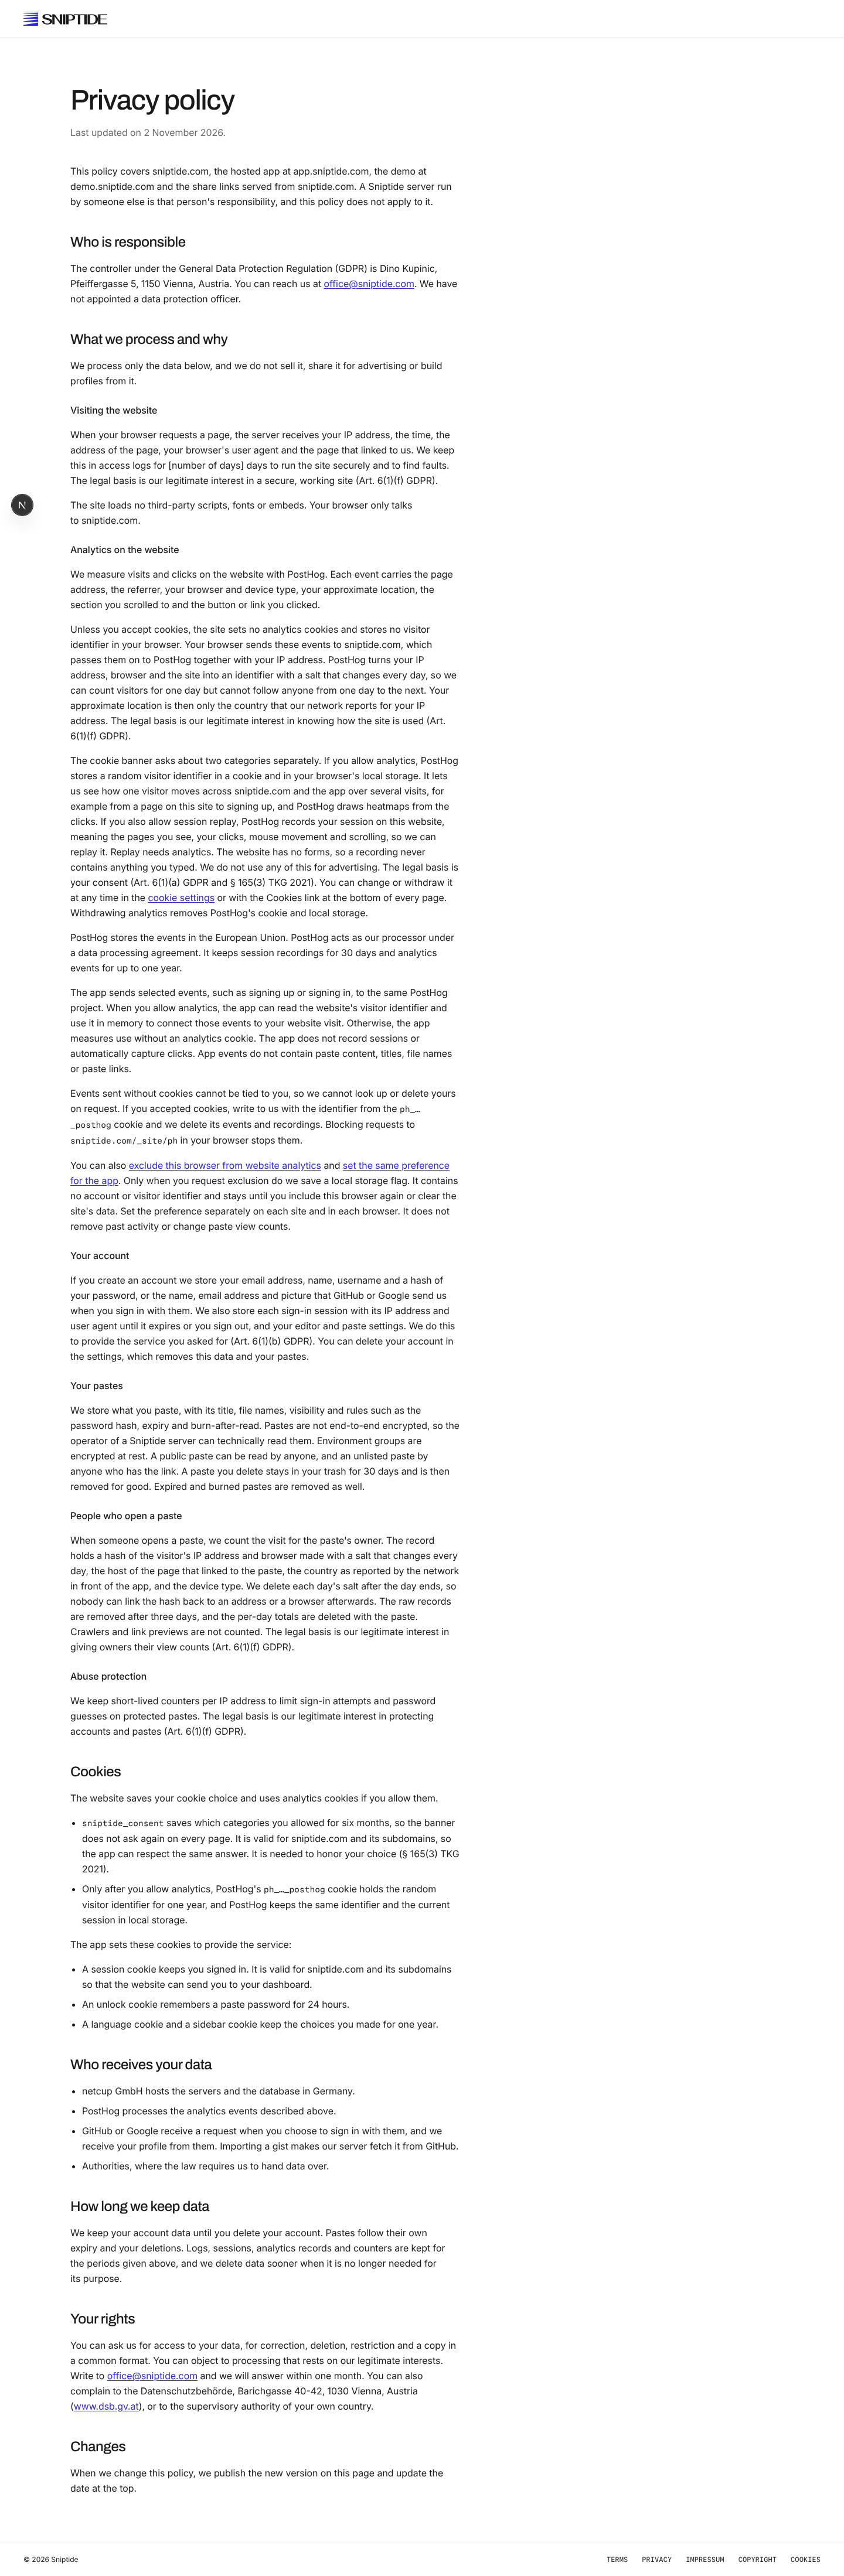 SNIPTIDE
Privacy policy
Last updated on 2 November 2026.
This policy covers sniptide.com, the hosted app at app.sniptide.com, the demo at
demo.sniptide.com and the share links served from sniptide.com. A Sniptide server run
by someone else is that person's responsibility, and this policy does not apply to it.
Who is responsible
The controller under the General Data Protection Regulation (GDPR) is Dino Kupinic,
Pfeiffergasse 5, 1150 Vienna, Austria. You can reach us at office@sniptide.com. We have
not appointed a data protection officer.
What we process and why
We process only the data below, and we do not sell it, share it for advertising or build
profiles from it.
Visiting the website
When your browser requests a page, the server receives your IP address, the time, the
address of the page, your browser's user agent and the page that linked to us. We keep
this in access logs for [number of days] days to run the site securely and to find faults.
The legal basis is our legitimate interest in a secure, working site (Art. 6(1)(f) GDPR).
The site loads no third-party scripts, fonts or embeds. Your browser only talks
to sniptide.com.
N
Analytics on the website
We measure visits and clicks on the website with PostHog. Each event carries the page
address, the referrer, your browser and device type, your approximate location, the
section you scrolled to and the button or link you clicked.
Unless you accept cookies, the site sets no analytics cookies and stores no visitor
identifier in your browser. Your browser sends these events to sniptide.com, which
passes them on to PostHog together with your IP address. PostHog turns your IP
address, browser and the site into an identifier with a salt that changes every day, so we
can count visitors for one day but cannot follow anyone from one day to the next. Your
approximate location is then only the country that our network reports for your IP
address. The legal basis is our legitimate interest in knowing how the site is used (Art.
6(1)(f) GDPR).
The cookie banner asks about two categories separately. If you allow analytics, PostHog
stores a random visitor identifier in a cookie and in your browser's local storage. It lets
us see how one visitor moves across sniptide.com and the app over several visits, for
example from a page on this site to signing up, and PostHog draws heatmaps from the
clicks. If you also allow session replay, PostHog records your session on this website,
meaning the pages you see, your clicks, mouse movement and scrolling, so we can
replay it. Replay needs analytics. The website has no forms, so a recording never
contains anything you typed. We do not use any of this for advertising. The legal basis is
your consent (Art. 6(1)(a) GDPR and § 165(3) TKG 2021). You can change or withdraw it
at any time in the cookie settings or with the Cookies link at the bottom of every page.
Withdrawing analytics removes PostHog's cookie and local storage.
PostHog stores the events in the European Union. PostHog acts as our processor under
a data processing agreement. It keeps session recordings for 30 days and analytics
events for up to one year.
The app sends selected events, such as signing up or signing in, to the same PostHog
project. When you allow analytics, the app can read the website's visitor identifier and
use it in memory to connect those events to your website visit. Otherwise, the app
measures use without an analytics cookie. The app does not record sessions or
automatically capture clicks. App events do not contain paste content, titles, file names
or paste links.
Events sent without cookies cannot be tied to you, so we cannot look up or delete yours
on request. If you accepted cookies, write to us with the identifier from the ph_…
_posthog cookie and we delete its events and recordings. Blocking requests to
sniptide.com/_site/ph in your browser stops them.
You can also exclude this browser from website analytics and set the same preference
for the app. Only when you request exclusion do we save a local storage flag. It contains
no account or visitor identifier and stays until you include this browser again or clear the
site's data. Set the preference separately on each site and in each browser. It does not
remove past activity or change paste view counts.
Your account
If you create an account we store your email address, name, username and a hash of
your password, or the name, email address and picture that GitHub or Google send us
when you sign in with them. We also store each sign-in session with its IP address and
user agent until it expires or you sign out, and your editor and paste settings. We do this
to provide the service you asked for (Art. 6(1)(b) GDPR). You can delete your account in
the settings, which removes this data and your pastes.
Your pastes
We store what you paste, with its title, file names, visibility and rules such as the
password hash, expiry and burn-after-read. Pastes are not end-to-end encrypted, so the
operator of a Sniptide server can technically read them. Environment groups are
encrypted at rest. A public paste can be read by anyone, and an unlisted paste by
anyone who has the link. A paste you delete stays in your trash for 30 days and is then
removed for good. Expired and burned pastes are removed as well.
People who open a paste
When someone opens a paste, we count the visit for the paste's owner. The record
holds a hash of the visitor's IP address and browser made with a salt that changes every
day, the host of the page that linked to the paste, the country as reported by the network
in front of the app, and the device type. We delete each day's salt after the day ends, so
nobody can link the hash back to an address or a browser afterwards. The raw records
are removed after three days, and the per-day totals are deleted with the paste.
Crawlers and link previews are not counted. The legal basis is our legitimate interest in
giving owners their view counts (Art. 6(1)(f) GDPR).
Abuse protection
We keep short-lived counters per IP address to limit sign-in attempts and password
guesses on protected pastes. The legal basis is our legitimate interest in protecting
accounts and pastes (Art. 6(1)(f) GDPR).
Cookies
The website saves your cookie choice and uses analytics cookies if you allow them.
• sniptide_consent saves which categories you allowed for six months, so the banner
does not ask again on every page. It is valid for sniptide.com and its subdomains, so
the app can respect the same answer. It is needed to honor your choice (§ 165(3) TKG
2021).
• Only after you allow analytics, PostHog's ph_…_posthog cookie holds the random
visitor identifier for one year, and PostHog keeps the same identifier and the current
session in local storage.
The app sets these cookies to provide the service:
• A session cookie keeps you signed in. It is valid for sniptide.com and its subdomains
so that the website can send you to your dashboard.
• An unlock cookie remembers a paste password for 24 hours.
• A language cookie and a sidebar cookie keep the choices you made for one year.
Who receives your data
• netcup GmbH hosts the servers and the database in Germany.
• PostHog processes the analytics events described above.
• GitHub or Google receive a request when you choose to sign in with them, and we
receive your profile from them. Importing a gist makes our server fetch it from GitHub.
• Authorities, where the law requires us to hand data over.
How long we keep data
We keep your account data until you delete your account. Pastes follow their own
expiry and your deletions. Logs, sessions, analytics records and counters are kept for
the periods given above, and we delete data sooner when it is no longer needed for
its purpose.
Your rights
You can ask us for access to your data, for correction, deletion, restriction and a copy in
a common format. You can object to processing that rests on our legitimate interests.
Write to office@sniptide.com and we will answer within one month. You can also
complain to the Datenschutzbehörde, Barichgasse 40-42, 1030 Vienna, Austria
(www.dsb.gv.at), or to the supervisory authority of your own country.
Changes
When we change this policy, we publish the new version on this page and update the
date at the top.
© 2026 Sniptide
TERMS PRIVACY IMPRESSUM COPYRIGHT COOKIES